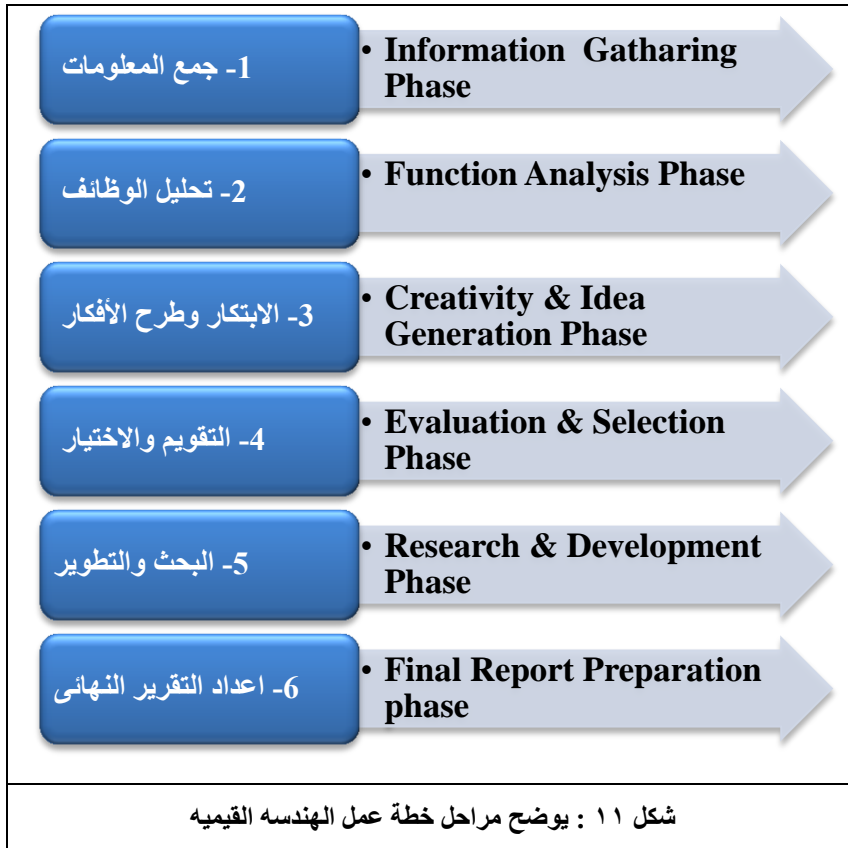 1- جمع المعلومات
• Information Gatharing
Phase
2- تحليل الوظائف
• Function Analysis Phase
3- الابتكار وطرح الأفكار
• Creativity & Idea
Generation Phase
4- التقويم والاختيار
• Evaluation & Selection
Phase
5- البحث والتطوير
• Research & Development
Phase
6- اعداد التقرير النهائى
• Final Report Preparation
phase
شكل ١١ : يوضح مراحل خطة عمل الهندسه القيميه